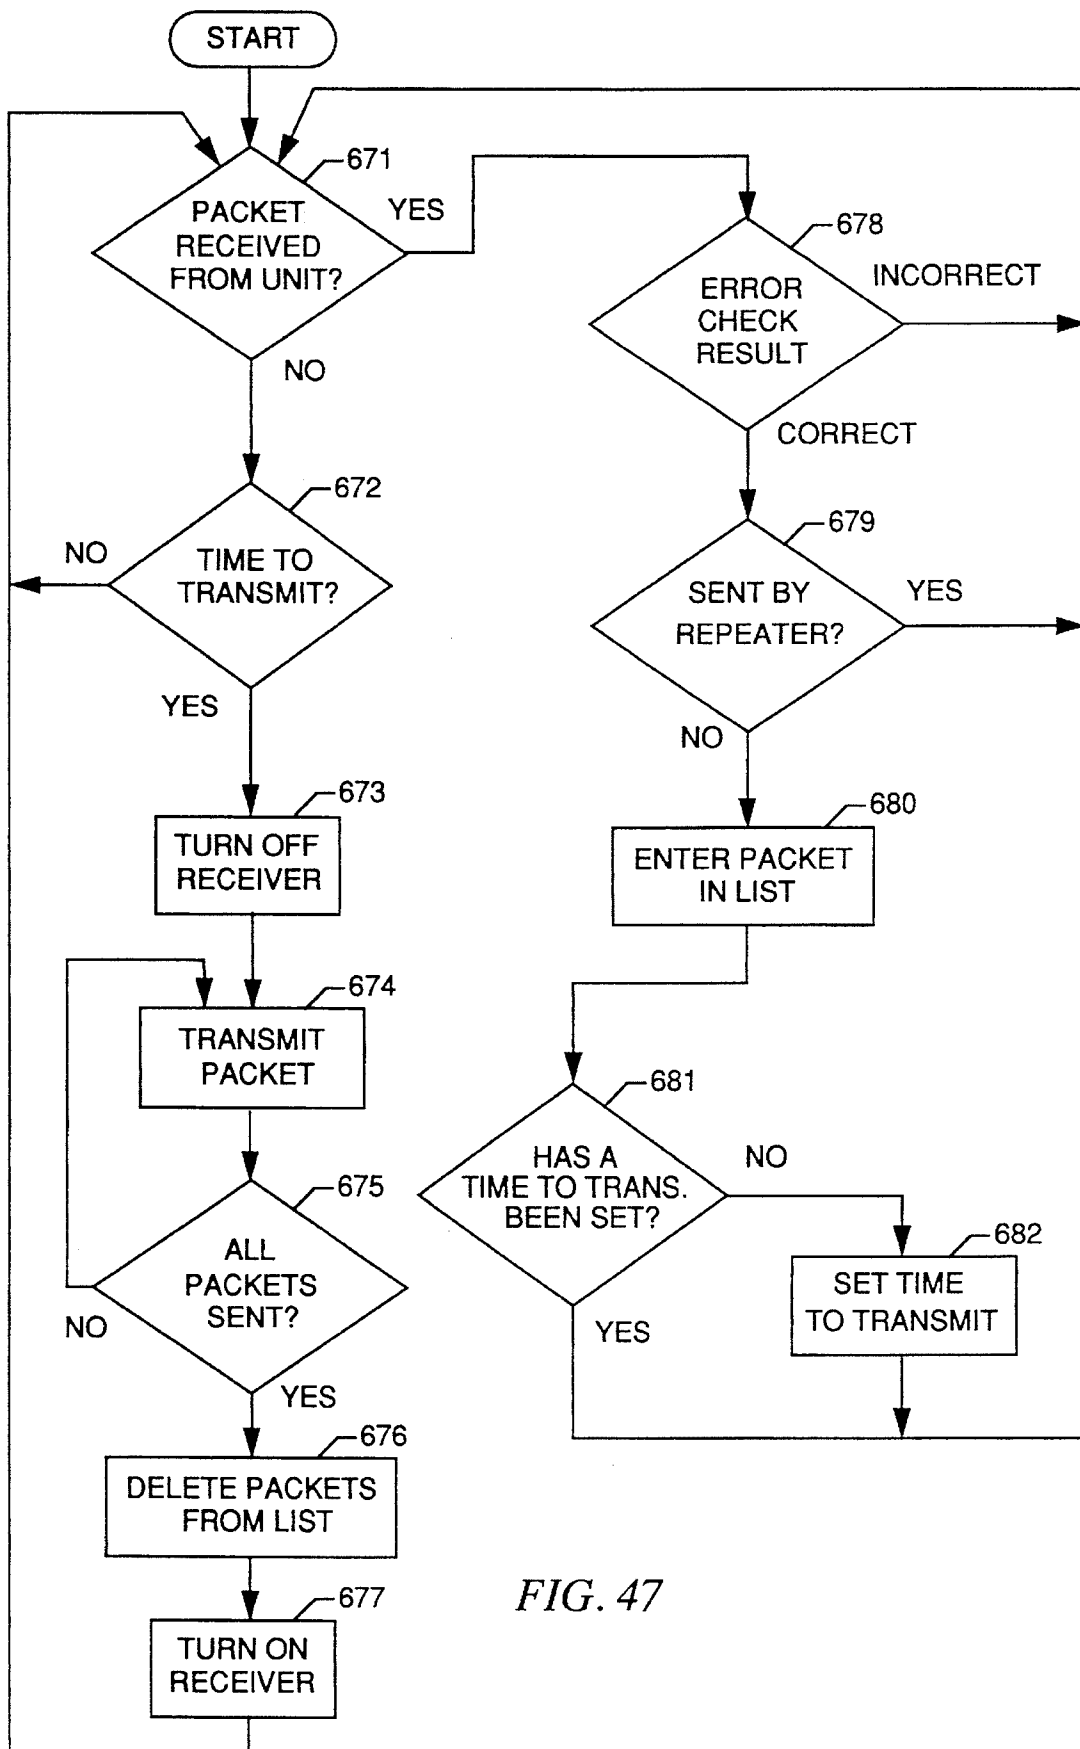 START
671
PACKET
RECEIVED
FROM UNIT?
YES
NO
678
ERROR
CHECK
RESULT
INCORRECT
CORRECT
672
TIME TO
TRANSMIT?
NO
YES
679
SENT BY
REPEATER?
YES
NO
673
TURN OFF
RECEIVER
680
ENTER PACKET
IN LIST
674
TRANSMIT
PACKET
681
HAS A
TIME TO TRANS.
BEEN SET?
NO
YES
675
ALL
PACKETS
SENT?
NO
YES
682
SET TIME
TO TRANSMIT
676
DELETE PACKETS
FROM LIST
677
TURN ON
RECEIVER
FIG. 47